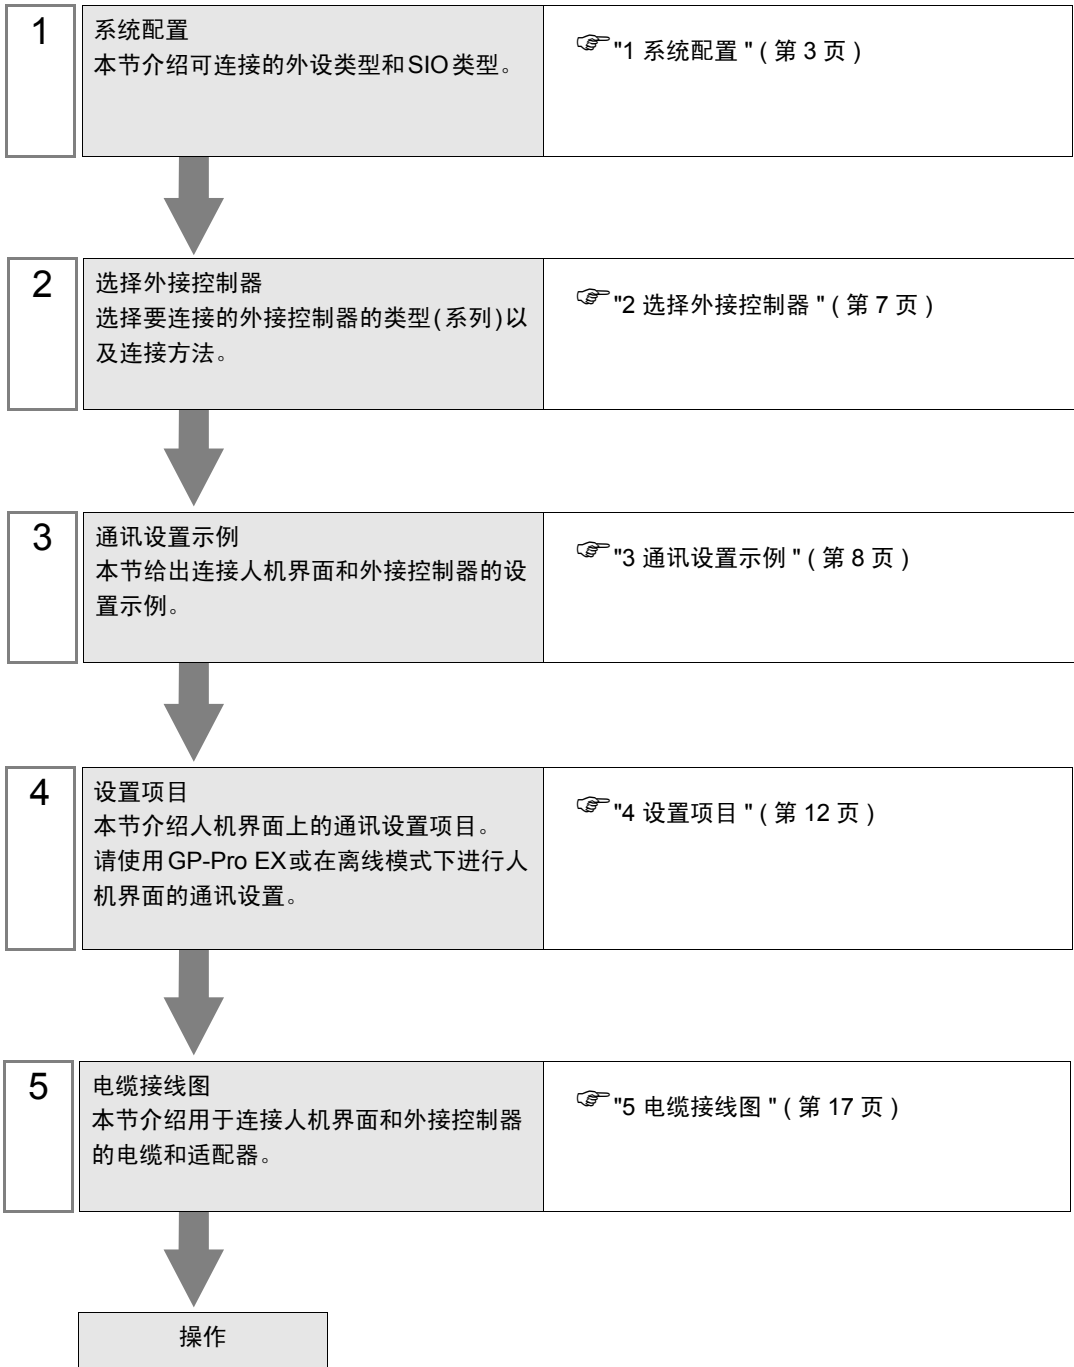 1
系统配置
本节介绍可连接的外设类型和SIO类型。
☞"1 系统配置 " ( 第 3 页 )
2
选择外接控制器
选择要连接的外接控制器的类型(系列)以
及连接方法。
☞"2 选择外接控制器 " ( 第 7 页 )
3
通讯设置示例
本节给出连接人机界面和外接控制器的设
置示例。
☞"3 通讯设置示例 " ( 第 8 页 )
4
设置项目
本节介绍人机界面上的通讯设置项目。
请使用GP-Pro EX或在离线模式下进行人
机界面的通讯设置。
☞"4 设置项目 " ( 第 12 页 )
5
电缆接线图
本节介绍用于连接人机界面和外接控制器
的电缆和适配器。
☞"5 电缆接线图 " ( 第 17 页 )
操作